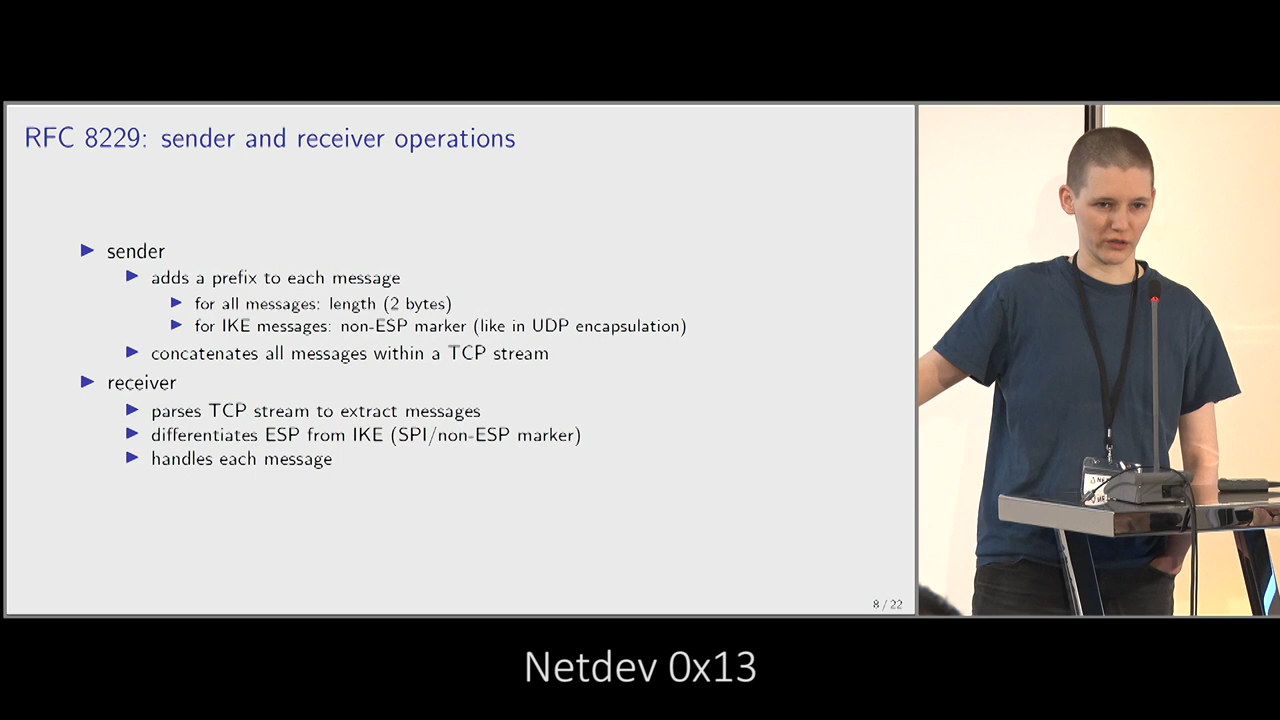 RFC 8229: sender and receiver operations
sender
adds a prefix to each message
for all messages: length (2 bytes)
for IKE messages: non-ESP marker (like in UDP encapsulation)
concatenates all messages within a TCP stream
receiver
parses TCP stream to extract messages
differentiates ESP from IKE (SPI/non-ESP marker)
handles each message
8 / 22
Netdev 0x13